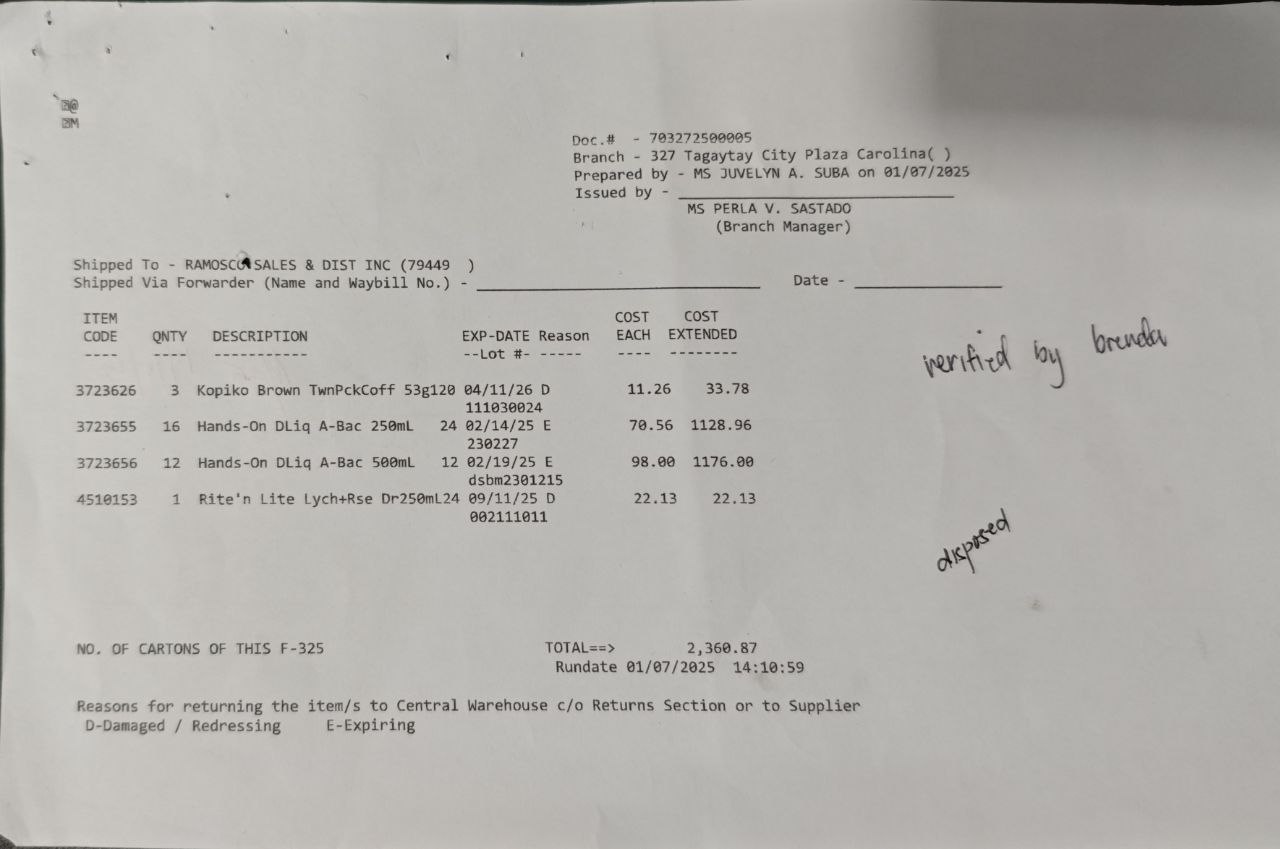 Doc.# - 703272500005
Branch - 327 Tagaytay City Plaza Carolina( )
Prepared by - MS JUVELYN A. SUBA on 01/07/2025
Issued by -
MS PERLA V. SASTADO
(Branch Manager)
Shipped To - RAMOSCO SALES & DIST INC (79449 )
Shipped Via Forwarder (Name and Waybill No.) - Date -
ITEM COST COST
CODE QNTY DESCRIPTION EXP-DATE Reason EACH EXTENDED
---- ---- ----------- --Lot #- ----- ---- --------
3723626 3 Kopiko Brown TwnPckCoff 53g120 04/11/26 D 11.26 33.78
111030024
3723655 16 Hands-On DLiq A-Bac 250mL 24 02/14/25 E 70.56 1128.96
230227
3723656 12 Hands-On DLiq A-Bac 500mL 12 02/19/25 E 98.00 1176.00
dsbm2301215
4510153 1 Rite'n Lite Lych+Rse Dr250mL24 09/11/25 D 22.13 22.13
002111011
verified by brenda
disposed
NO. OF CARTONS OF THIS F-325 TOTAL==> 2,360.87
Rundate 01/07/2025 14:10:59
Reasons for returning the item/s to Central Warehouse c/o Returns Section or to Supplier
D-Damaged / Redressing E-Expiring